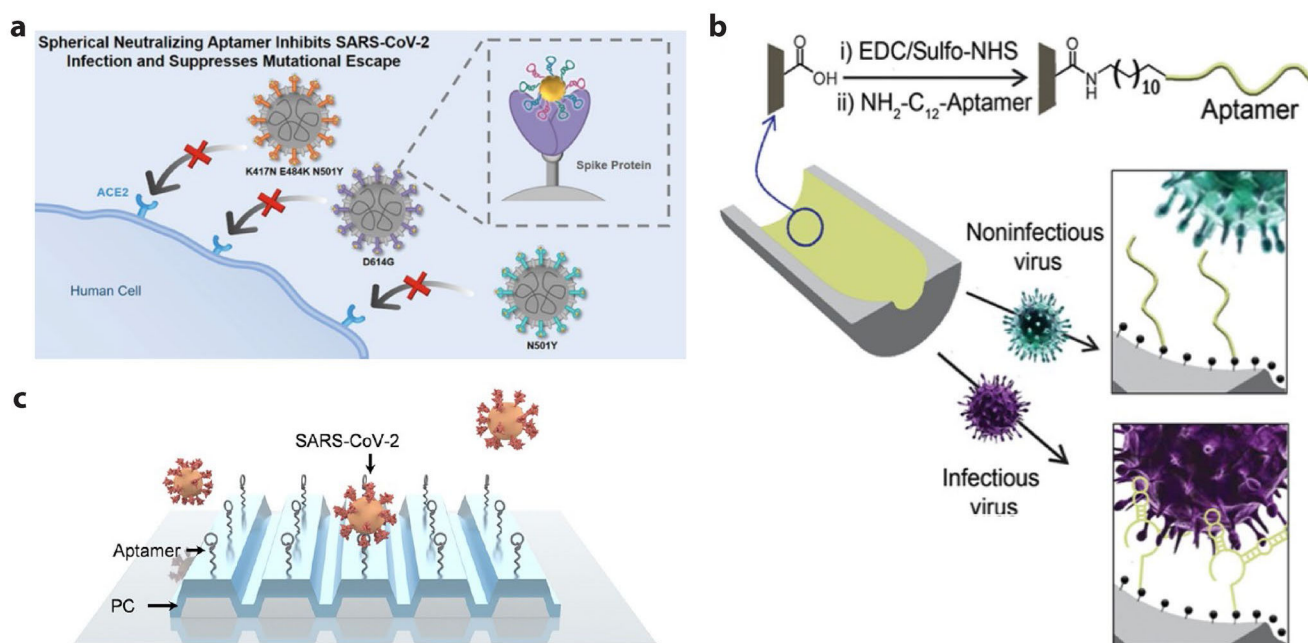 a
Spherical Neutralizing Aptamer Inhibits SARS-CoV-2
Infection and Suppresses Mutational Escape
K417N E484K N501Y
ACE2
D614G
Human Cell
N501Y
Spike Protein
b
O
OH
i) EDC/Sulfo-NHS
ii) NH₂-C₁₂-Aptamer
O
N
H
10
Aptamer
Noninfectious
virus
Infectious
virus
c
SARS-CoV-2
Aptamer
PC